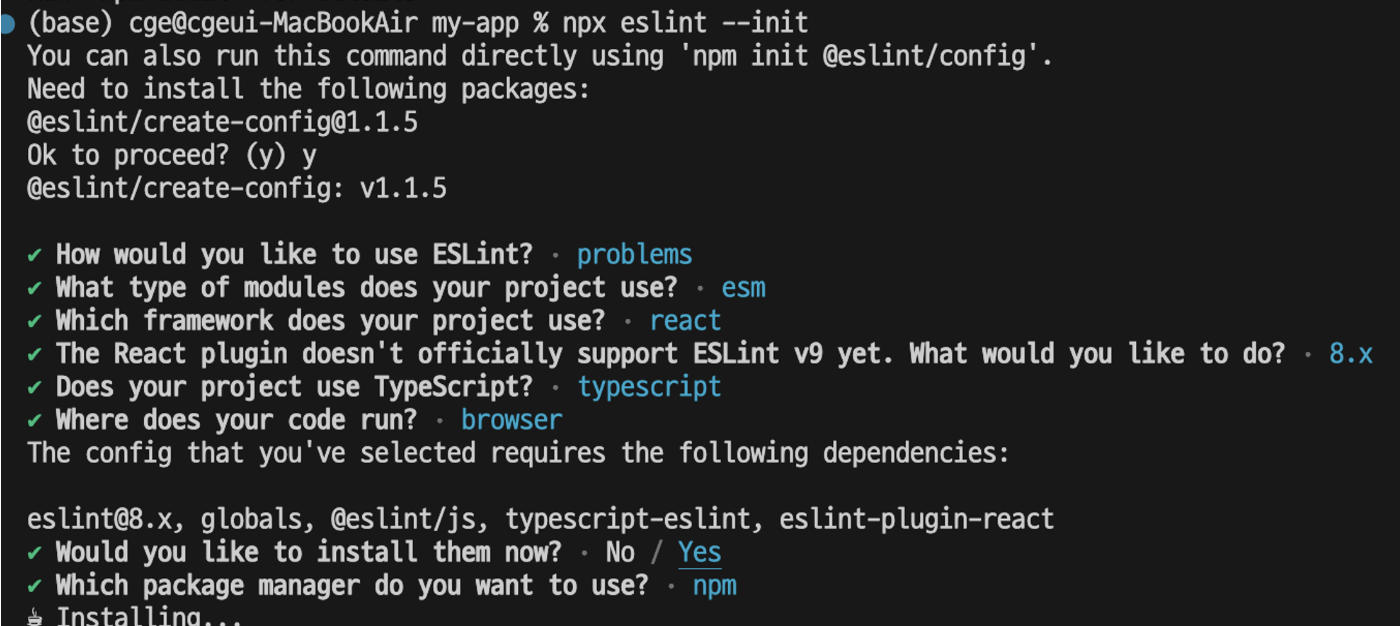 (base) cge@cgeui-MacBookAir my-app % npx eslint --init
You can also run this command directly using 'npm init @eslint/config'.
Need to install the following packages:
@eslint/create-config@1.1.5
Ok to proceed? (y) y
@eslint/create-config: v1.1.5
✔ How would you like to use ESLint? · problems
✔ What type of modules does your project use? · esm
✔ Which framework does your project use? · react
✔ The React plugin doesn't officially support ESLint v9 yet. What would you like to do? · 8.x
✔ Does your project use TypeScript? · typescript
✔ Where does your code run? · browser
The config that you've selected requires the following dependencies:
eslint@8.x, globals, @eslint/js, typescript-eslint, eslint-plugin-react
✔ Would you like to install them now? · No / Yes
✔ Which package manager do you want to use? · npm
☕ Installing...